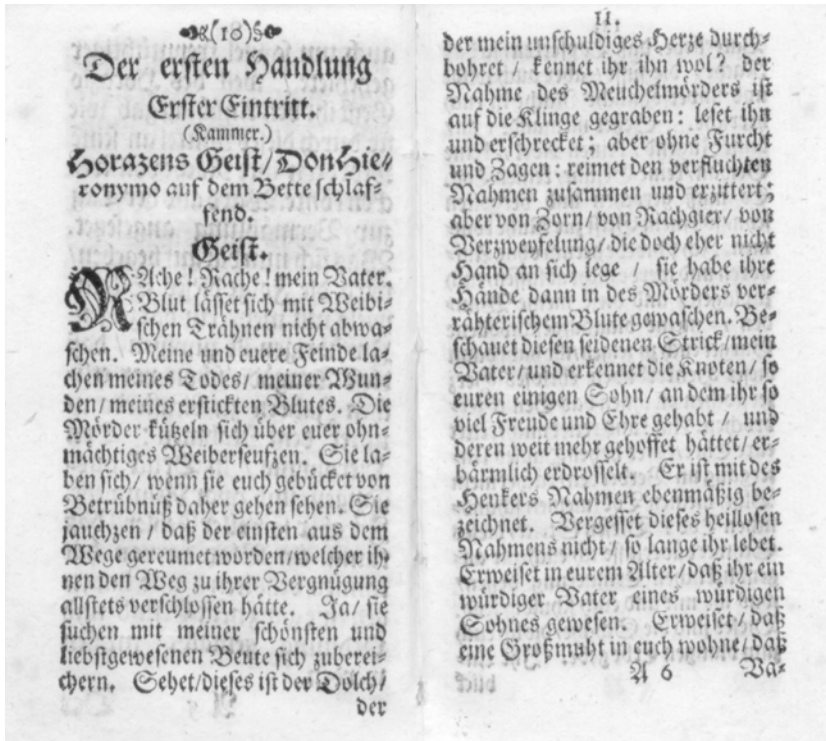 (10)
Der ersten Handlung
Erster Eintritt.
(Kammer.)
Horazens Geist/Don Hie-
ronymo auf dem Bette schlaf-
fend.
Geist.
RAche! Rache! mein Vater.
Blut lässet sich mit Weibi-
schen Trähnen nicht abwa-
schen. Meine und euere Feinde la-
chen meines Todes/ meiner Wun-
den/ meines erstickten Blutes. Die
Mörder kützeln sich über euer ohn-
mächtiges Weiberseufzen. Sie la-
ben sich/ wenn sie euch gebücket von
Betrübnüß daher gehen sehen. Sie
jauchzen/ daß der einsten aus dem
Wege gereumet worden/welcher ih-
nen den Weg zu ihrer Vergnügung
allstets verschlossen hätte. Ja/ sie
suchen mit meiner schönsten und
liebstgewesenen Beute sich zuberei-
chern. Sehet/dieses ist der Dolch/
der
11.
der mein unschuldiges Herze durch-
bohret/ kennet ihr ihn wol? der
Nahme des Meuchelmörders ist
auf die Klinge gegraben: leset ihn
und erschrecket; aber ohne Furcht
und Zagen: reimet den verfluchten
Nahmen zusammen und erzittert;
aber von Zorn/ von Rachgier/ von
Verzweyfelung/ die doch eher nicht
Hand an sich lege/ sie habe ihre
Hände dann in des Mörders ver-
rähterischem Blute gewaschen. Be-
schauet diesen seidenen Strick/mein
Vater/und erkennet die Knoten/ so
euren einigen Sohn/ an dem ihr so
viel Freude und Ehre gehabt/ und
deren weit mehr gehoffet hättet/ er-
bärmlich erdrosselt. Er ist mit des
Henkers Nahmen ebenmäßig be-
zeichnet. Vergesset dieses heillosen
Nahmens nicht/ so lange ihr lebet.
Erweiset in eurem Alter/daß ihr ein
würdiger Vater eines würdigen
Sohnes gewesen. Erweiset/ daß
eine Großmuht in euch wohne/ daß
A 6 Va-